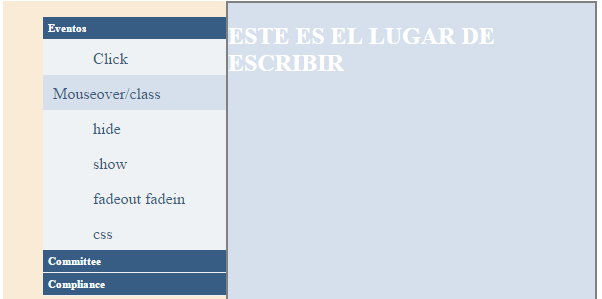 Eventos
Click
Mouseover/class
hide
show
fadeout fadein
css
Committee
Compliance
ESTE ES EL LUGAR DE
ESCRIBIR